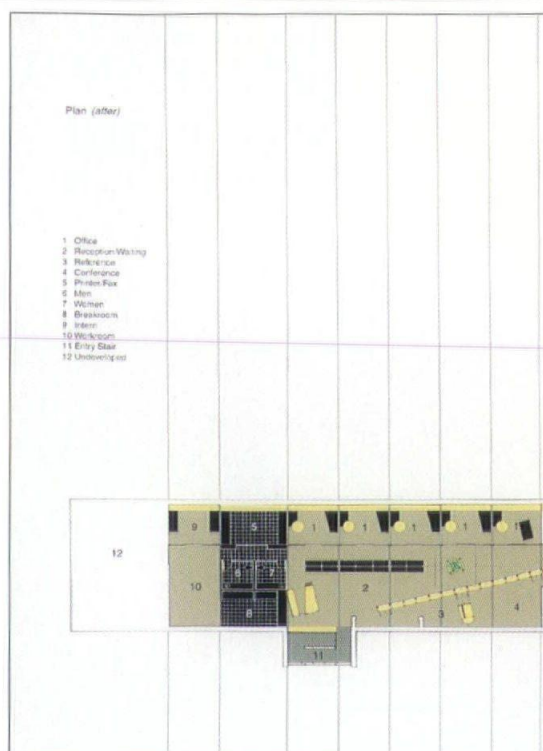 Plan (after)
1 Office
2 Reception/Waiting
3 Reference
4 Conference
5 Printer/Fax
6 Men
7 Women
8 Breakroom
9 Intern
10 Workroom
11 Entry Stair
12 Undeveloped
9 5 1 1 1 1 1
12
10 6 7 2
8 3 4
11